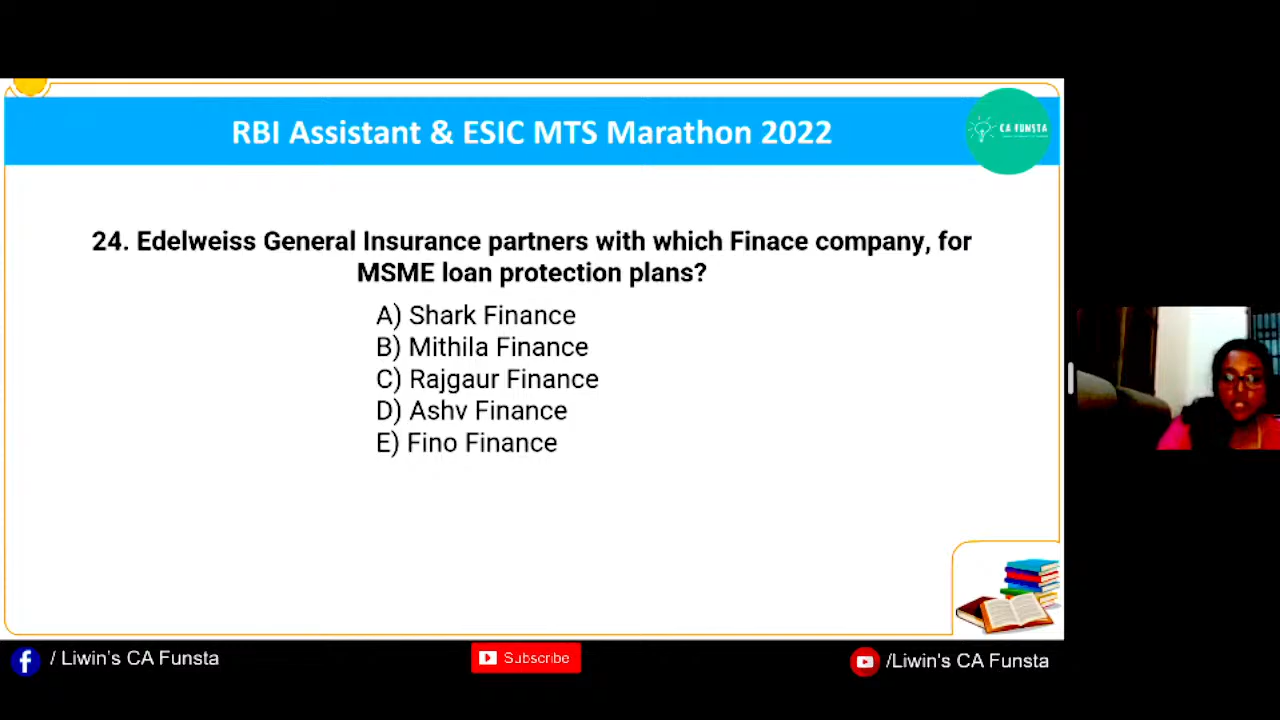 RBI Assistant & ESIC MTS Marathon 2022
CA FUNSTA
24. Edelweiss General Insurance partners with which Finace company, for
MSME loan protection plans?
A) Shark Finance
B) Mithila Finance
C) Rajgaur Finance
D) Ashv Finance
E) Fino Finance
/ Liwin's CA Funsta
Subscribe
/Liwin's CA Funsta